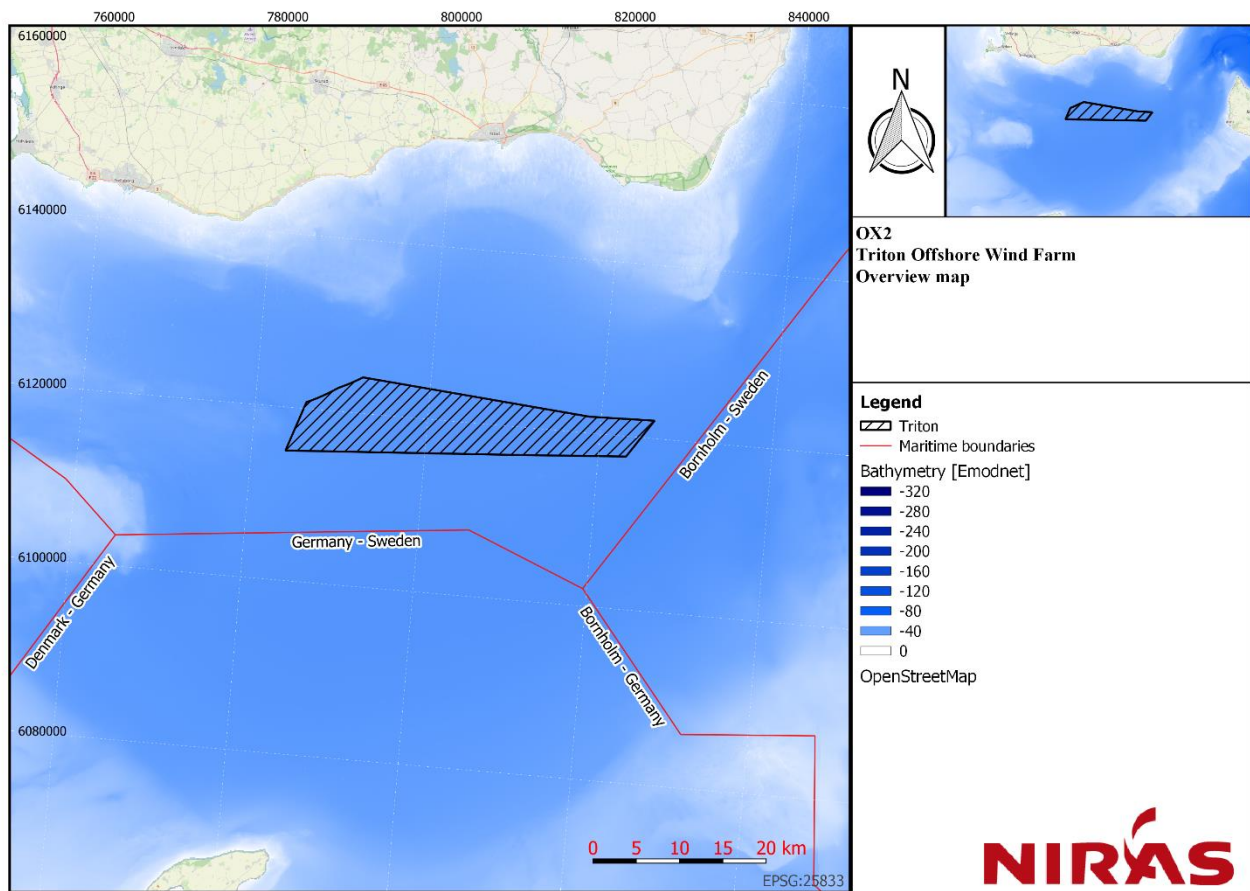 760000
780000
800000
820000
840000
6160000
6140000
6120000
6100000
6080000
Bornholm - Sweden
Germany - Sweden
Denmark - Germany
Bornholm - Germany
0 5 10 15 20 km
EPSG:25833
N
OX2
Triton Offshore Wind Farm
Overview map
Legend
Triton
Maritime boundaries
Bathymetry [Emodnet]
-320
-280
-240
-200
-160
-120
-80
-40
0
OpenStreetMap
NIRAS